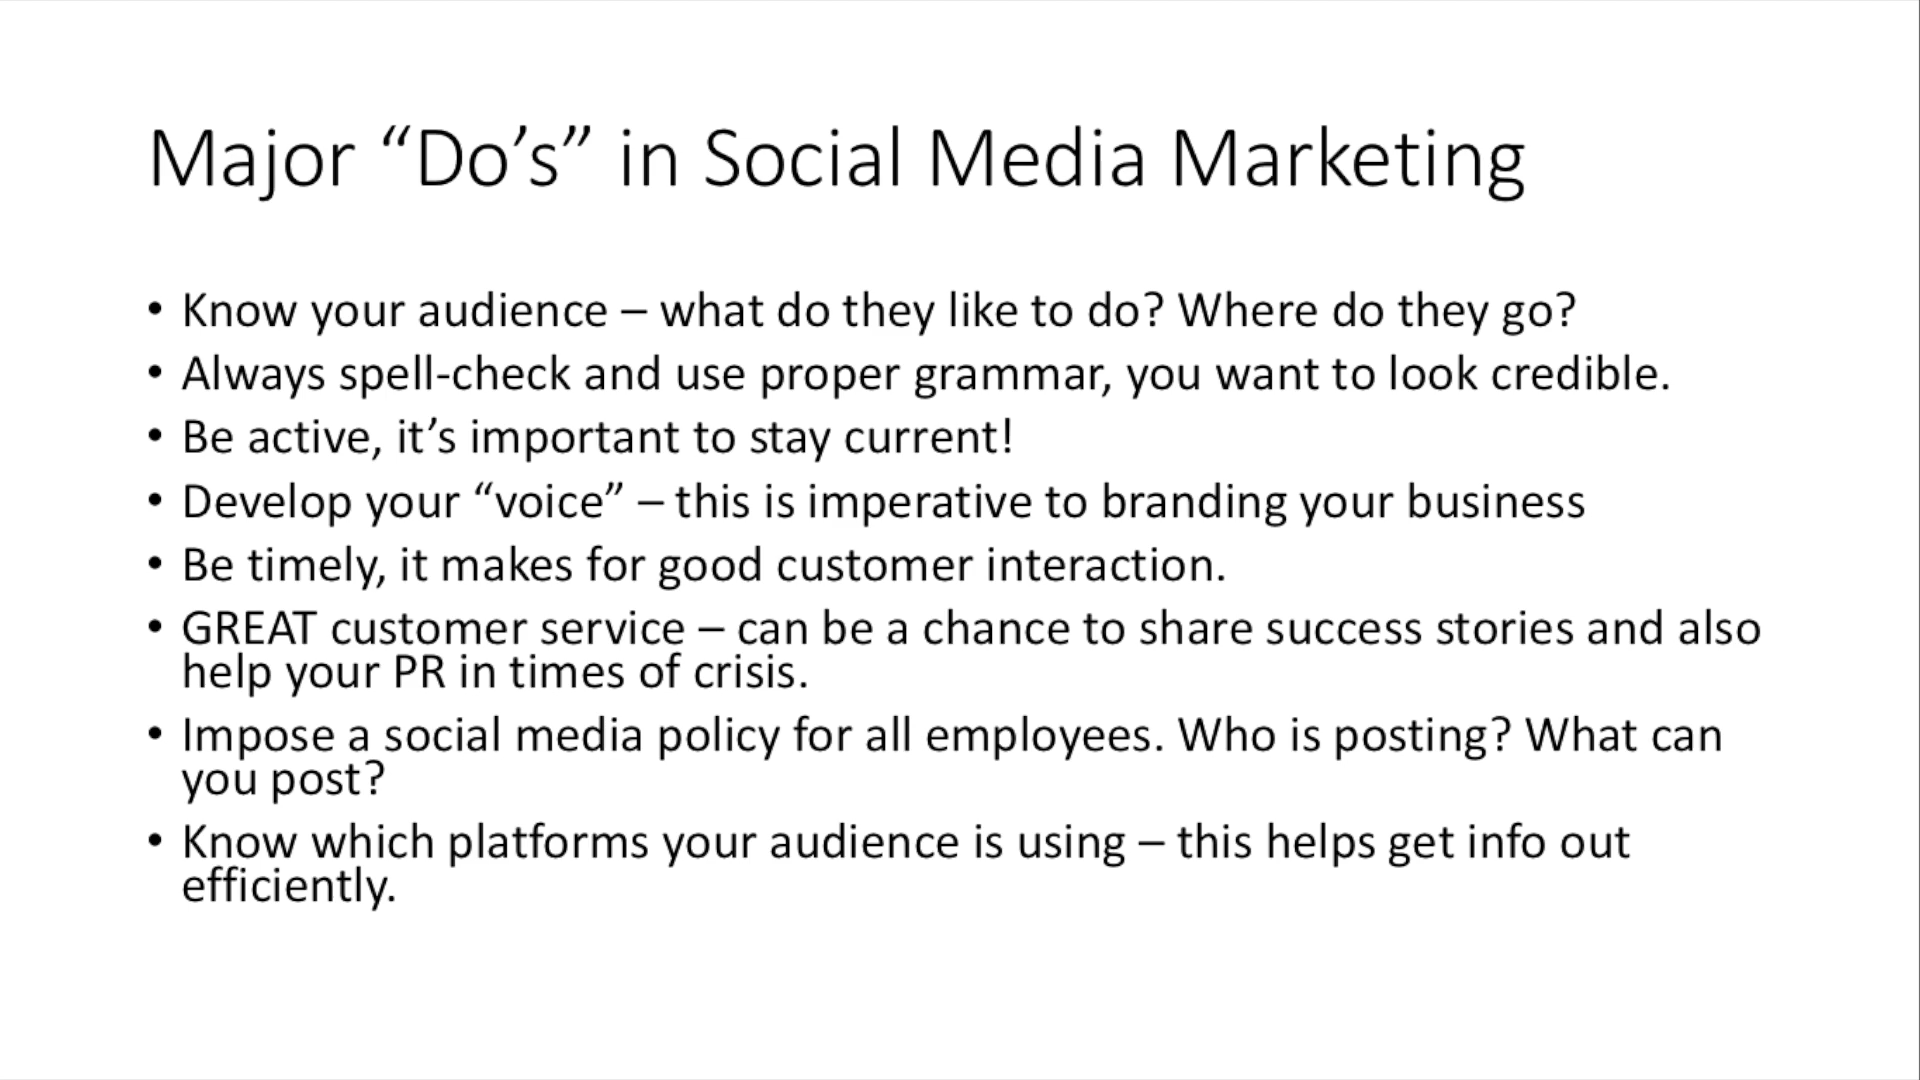 Major “Do’s” in Social Media Marketing
• Know your audience – what do they like to do? Where do they go?
• Always spell-check and use proper grammar, you want to look credible.
• Be active, it’s important to stay current!
• Develop your “voice” – this is imperative to branding your business
• Be timely, it makes for good customer interaction.
• GREAT customer service – can be a chance to share success stories and also
help your PR in times of crisis.
• Impose a social media policy for all employees. Who is posting? What can
you post?
• Know which platforms your audience is using – this helps get info out
efficiently.